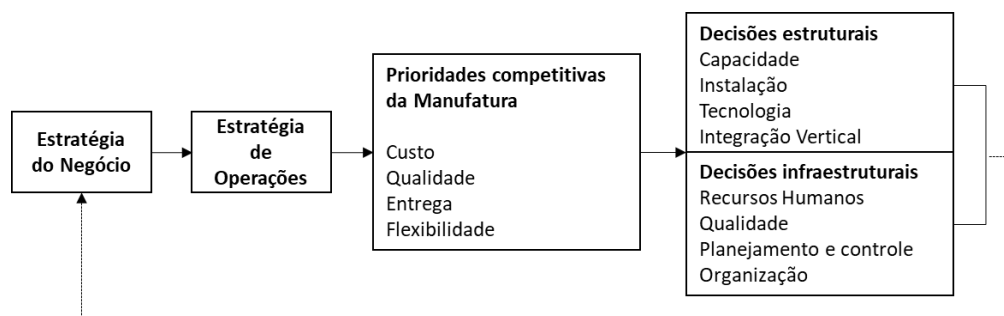 Estratégia
do Negócio
Estratégia
de
Operações
Prioridades competitivas
da Manufatura
Custo
Qualidade
Entrega
Flexibilidade
Decisões estruturais
Capacidade
Instalação
Tecnologia
Integração Vertical
Decisões infraestruturais
Recursos Humanos
Qualidade
Planejamento e controle
Organização